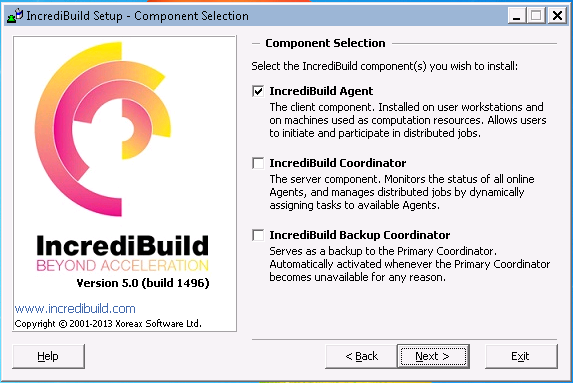 IncrediBuild Setup - Component Selection
IncrediBuild
BEYOND ACCELERATION
Version 5.0 (build 1496)
www.incredibuild.com
Copyright © 2001-2013 Xoreax Software Ltd.
Component Selection
Select the IncrediBuild component(s) you wish to install:
IncrediBuild Agent
The client component. Installed on user workstations and
on machines used as computation resources. Allows users
to initiate and participate in distributed jobs.
IncrediBuild Coordinator
The server component. Monitors the status of all online
Agents, and manages distributed jobs by dynamically
assigning tasks to available Agents.
IncrediBuild Backup Coordinator
Serves as a backup to the Primary Coordinator.
Automatically activated whenever the Primary Coordinator
becomes unavailable for any reason.
Help
< Back
Next >
Exit